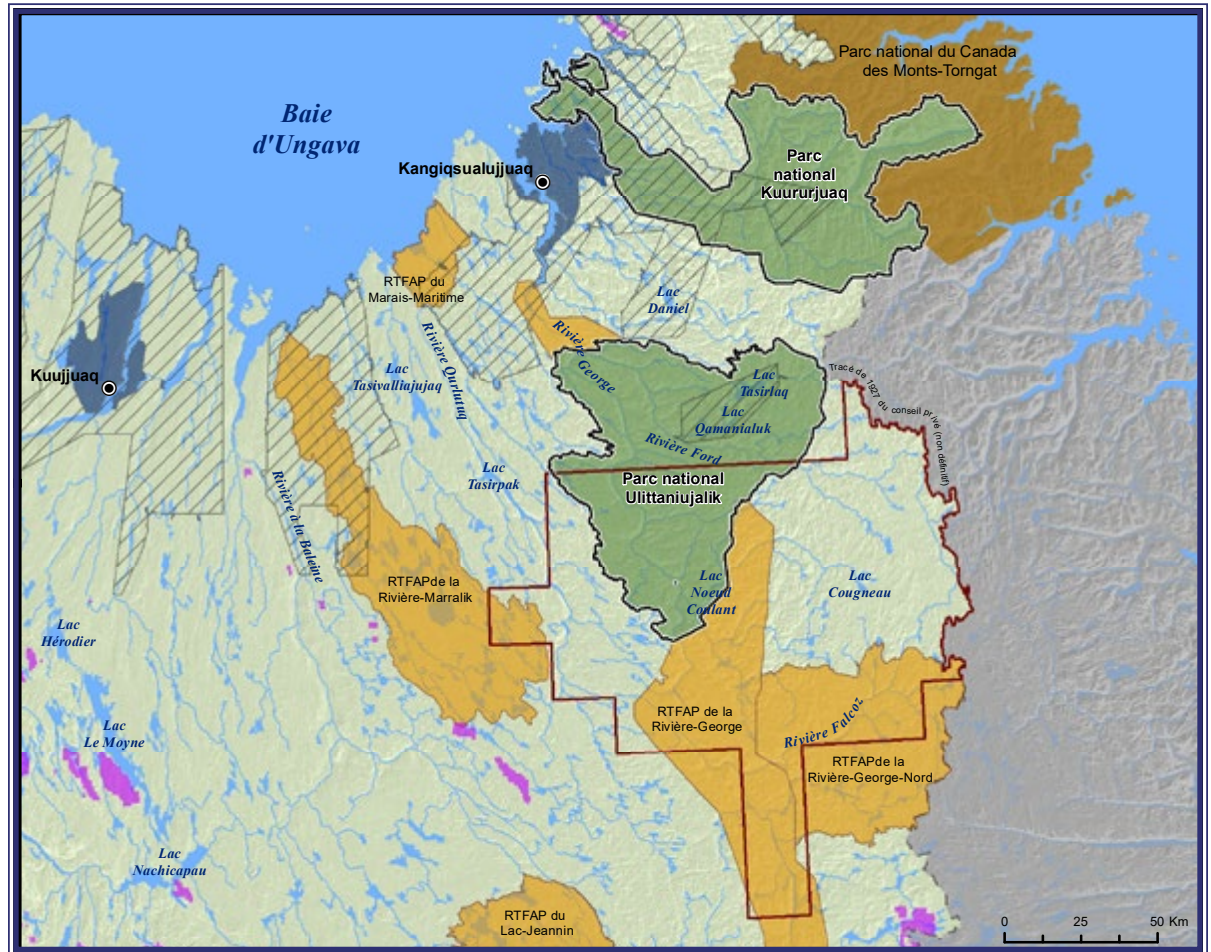 Parc national du Canada
des Monts-Torngat
Baie
d'Ungava
Parc
national
Kuururjuaq
Kangiqsualujjuaq
RTFAP du
Marais-Maritime
Lac
Daniel
Rivière George
Kuujjuaq
Lac
Tasivalliajujaq
Rivière Qurlutuq
Lac
Tasirlaq
Lac
Qamanialuk
Tracé de 1927 du conseil privé (non définitif)
Rivière Ford
Lac
Tasirpak
Parc national
Ulittaniujalik
Rivière à la Baleine
RTFAPde la
Rivière-Marralik
Lac
Noeud
Coulant
Lac
Cougneau
Lac
Hérodier
Lac
Le Moyne
RTFAP de la
Rivière-George
Rivière Falcoz
RTFAPde la
Rivière-George-Nord
Lac
Nachicapau
RTFAP du
Lac-Jeannin
0 25 50 Km